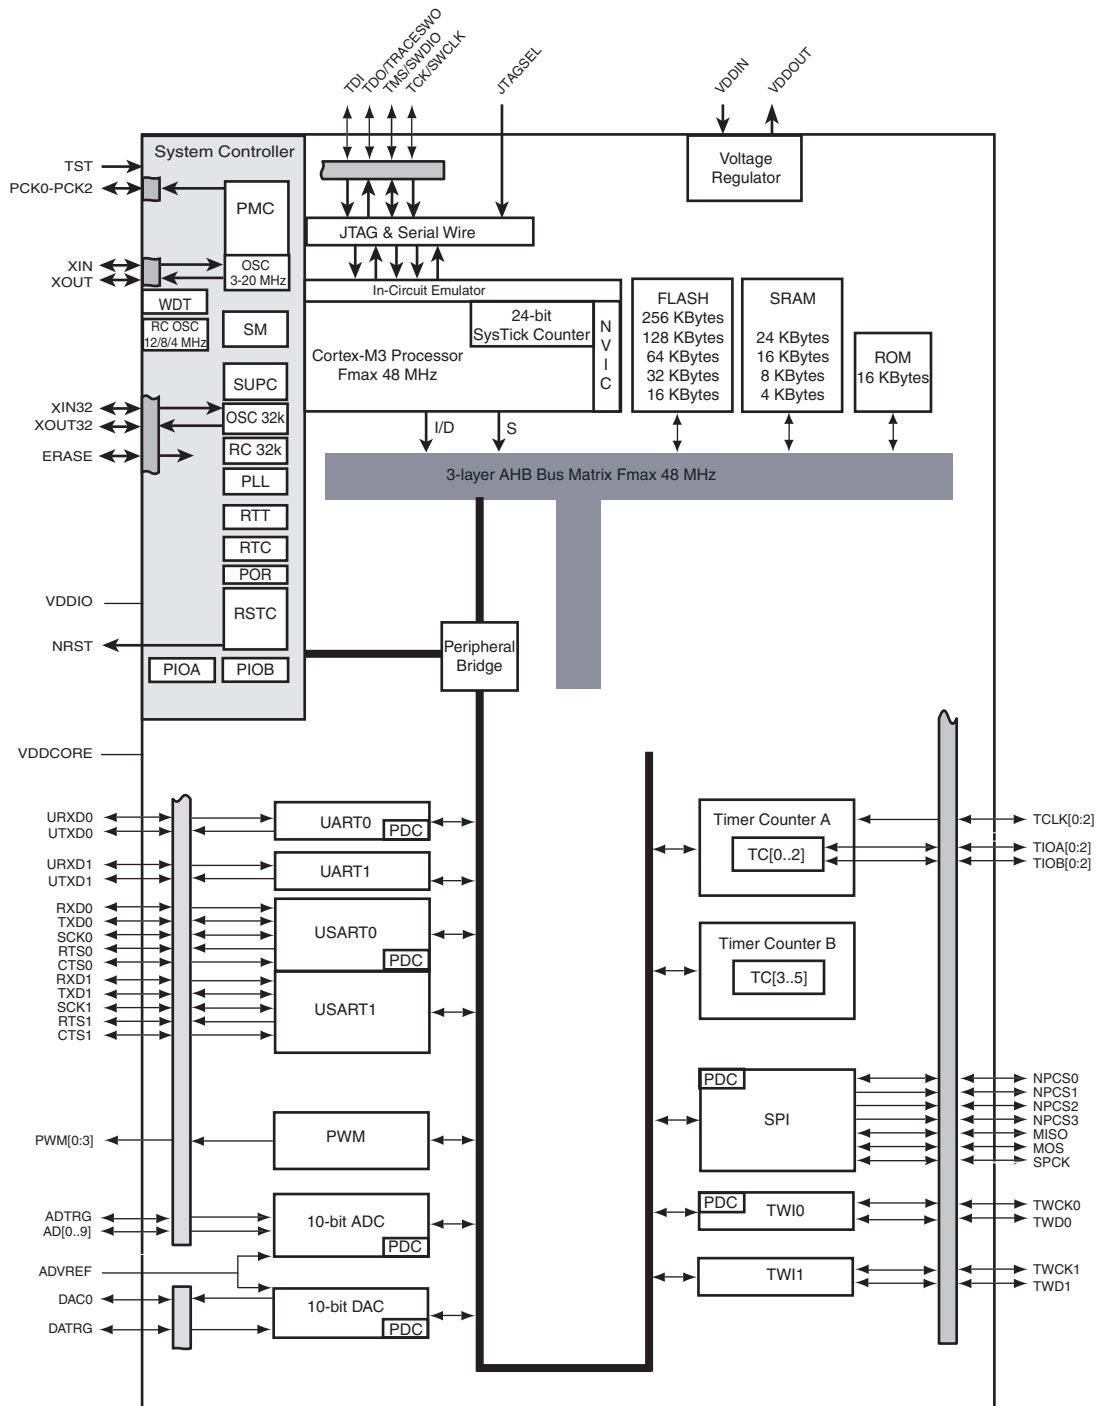 TDI
TDO/TRACESWO
TMS/SWDIO
TCK/SWCLK
JTAGSEL
VDDIN
VDDOUT
System Controller
Voltage
Regulator
TST
PCK0-PCK2
PMC
JTAG & Serial Wire
XIN
XOUT
OSC
3-20 MHz
In-Circuit Emulator
WDT
RC OSC
12/8/4 MHz
SM
24-bit
SysTick Counter
N
V
I
C
Cortex-M3 Processor
Fmax 48 MHz
FLASH
256 KBytes
128 KBytes
64 KBytes
32 KBytes
16 KBytes
SRAM
24 KBytes
16 KBytes
8 KBytes
4 KBytes
ROM
16 KBytes
SUPC
XIN32
XOUT32
OSC 32k
I/D
S
ERASE
RC 32k
PLL
3-layer AHB Bus Matrix Fmax 48 MHz
RTT
RTC
POR
VDDIO
RSTC
NRST
PIOA
PIOB
Peripheral
Bridge
VDDCORE
URXD0
UTXD0
UART0
PDC
URXD1
UTXD1
UART1
RXD0
TXD0
SCK0
RTS0
CTS0
USART0
PDC
RXD1
TXD1
SCK1
RTS1
CTS1
USART1
PWM[0:3]
PWM
ADTRG
AD[0..9]
10-bit ADC
PDC
ADVREF
DAC0
DATRG
10-bit DAC
PDC
Timer Counter A
TC[0..2]
TCLK[0:2]
TIOA[0:2]
TIOB[0:2]
Timer Counter B
TC[3..5]
PDC
SPI
NPCS0
NPCS1
NPCS2
NPCS3
MISO
MOS
SPCK
PDC
TWI0
TWCK0
TWD0
TWI1
TWCK1
TWD1